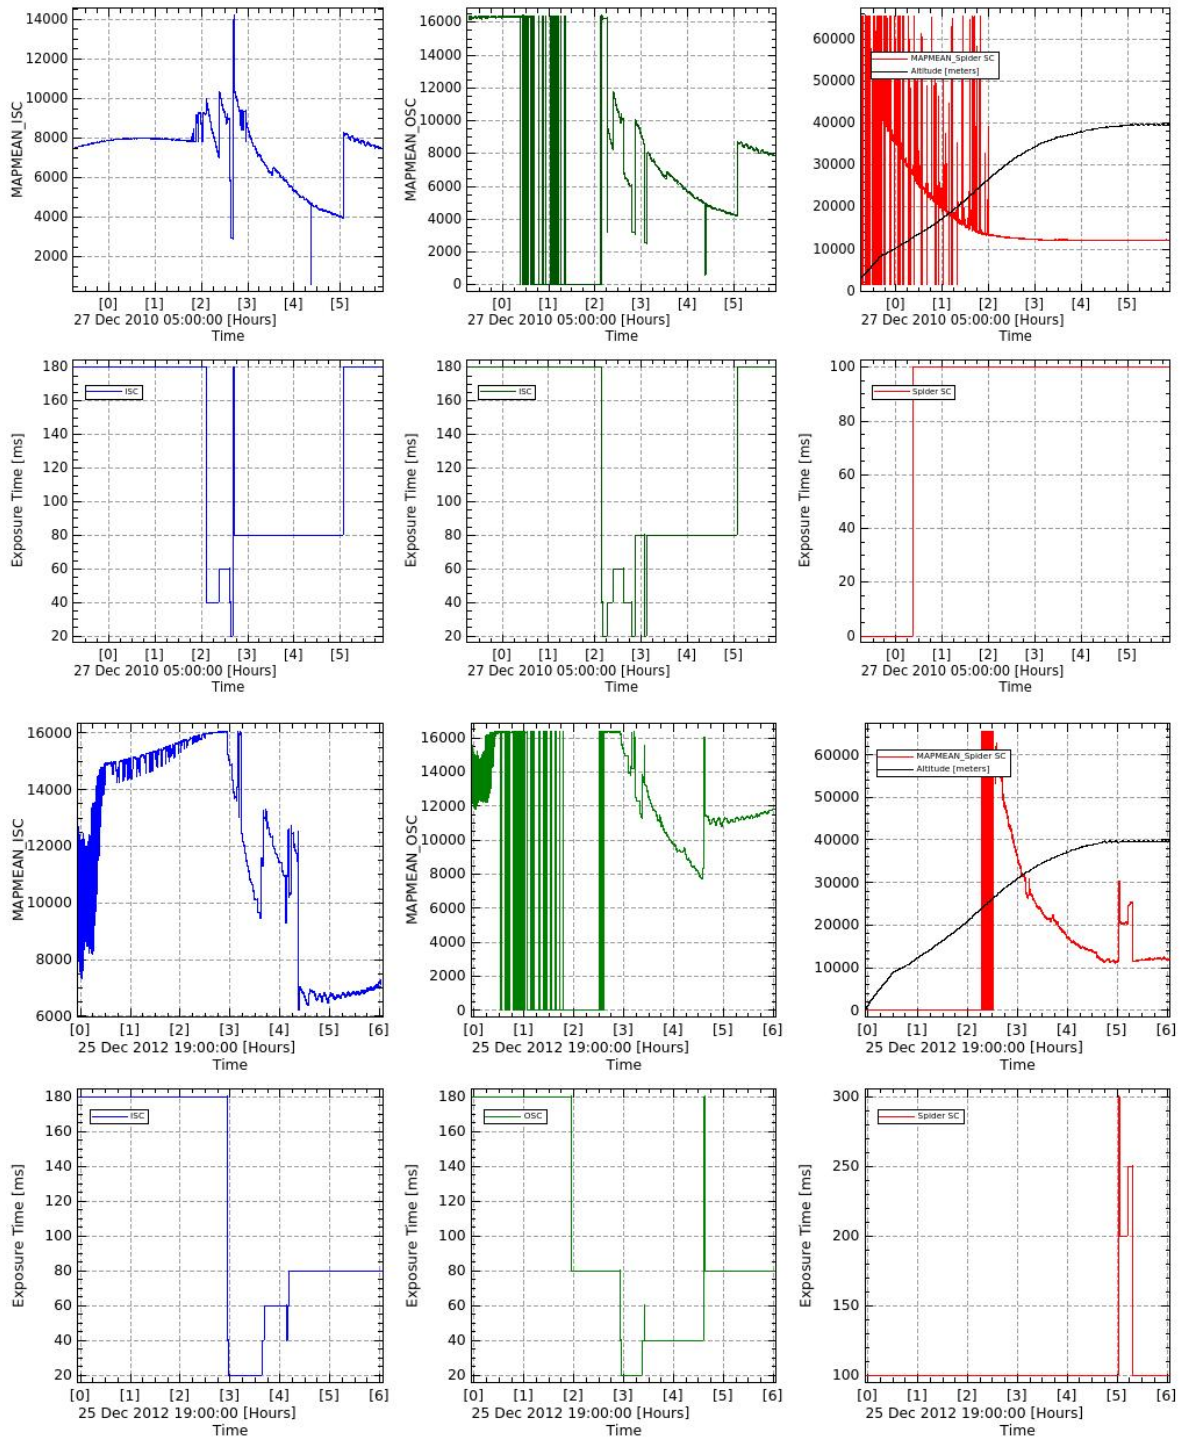 MAPMEAN_ISC
14000
12000
10000
8000
6000
4000
2000
[0] [1] [2] [3] [4] [5]
27 Dec 2010 05:00:00 [Hours]
Time
MAPMEAN_OSC
16000
14000
12000
10000
8000
6000
4000
2000
0
[0] [1] [2] [3] [4] [5]
27 Dec 2010 05:00:00 [Hours]
Time
60000
50000
40000
30000
20000
10000
0
MAPMEAN_Spider SC
Altitude [meters]
[0] [1] [2] [3] [4] [5]
27 Dec 2010 05:00:00 [Hours]
Time
Exposure Time [ms]
180
160
140
120
100
80
60
40
20
ISC
[0] [1] [2] [3] [4] [5]
27 Dec 2010 05:00:00 [Hours]
Time
Exposure Time [ms]
180
160
140
120
100
80
60
40
20
ISC
[0] [1] [2] [3] [4] [5]
27 Dec 2010 05:00:00 [Hours]
Time
Exposure Time [ms]
100
80
60
40
20
0
Spider SC
[0] [1] [2] [3] [4] [5]
27 Dec 2010 05:00:00 [Hours]
Time
MAPMEAN_ISC
16000
14000
12000
10000
8000
6000
[0] [1] [2] [3] [4] [5] [6]
25 Dec 2012 19:00:00 [Hours]
Time
MAPMEAN_OSC
16000
14000
12000
10000
8000
6000
4000
2000
0
[0] [1] [2] [3] [4] [5] [6]
25 Dec 2012 19:00:00 [Hours]
Time
60000
50000
40000
30000
20000
10000
0
MAPMEAN_Spider SC
Altitude [meters]
[0] [1] [2] [3] [4] [5] [6]
25 Dec 2012 19:00:00 [Hours]
Time
Exposure Time [ms]
180
160
140
120
100
80
60
40
20
ISC
[0] [1] [2] [3] [4] [5] [6]
25 Dec 2012 19:00:00 [Hours]
Time
Exposure Time [ms]
180
160
140
120
100
80
60
40
20
OSC
[0] [1] [2] [3] [4] [5] [6]
25 Dec 2012 19:00:00 [Hours]
Time
Exposure Time [ms]
300
250
200
150
100
Spider SC
[0] [1] [2] [3] [4] [5] [6]
25 Dec 2012 19:00:00 [Hours]
Time